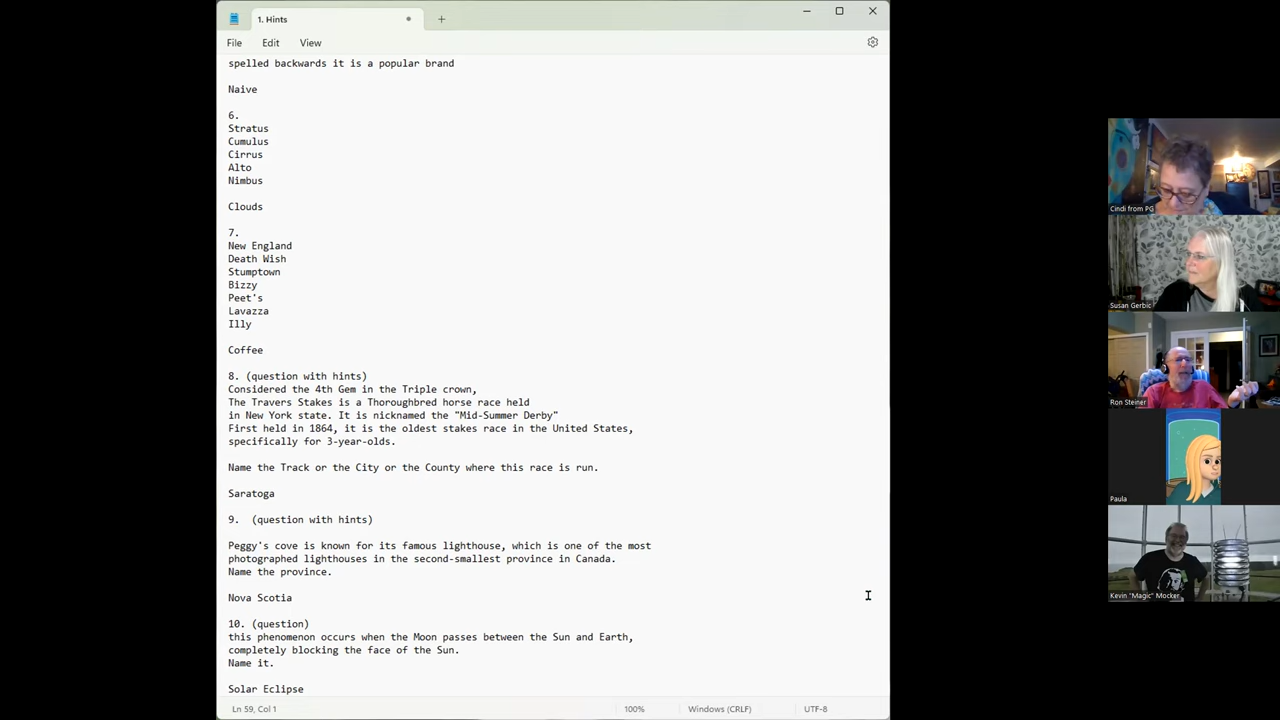 1. Hints
File Edit View
spelled backwards it is a popular brand
Naive
6.
Stratus
Cumulus
Cirrus
Alto
Nimbus
Clouds
7.
New England
Death Wish
Stumptown
Bizzy
Peet's
Lavazza
Illy
Coffee
8. (question with hints)
Considered the 4th Gem in the Triple crown,
The Travers Stakes is a Thoroughbred horse race held
in New York state. It is nicknamed the "Mid-Summer Derby"
First held in 1864, it is the oldest stakes race in the United States,
specifically for 3-year-olds.
Name the Track or the City or the County where this race is run.
Saratoga
9. (question with hints)
Peggy's cove is known for its famous lighthouse, which is one of the most
photographed lighthouses in the second-smallest province in Canada.
Name the province.
Nova Scotia
10. (question)
this phenomenon occurs when the Moon passes between the Sun and Earth,
completely blocking the face of the Sun.
Name it.
Solar Eclipse
Ln 59, Col 1 100% Windows (CRLF) UTF-8
Cindi from PG
Susan Gerbic
Ron Steiner
Paula
Kevin "Magic" Mocker